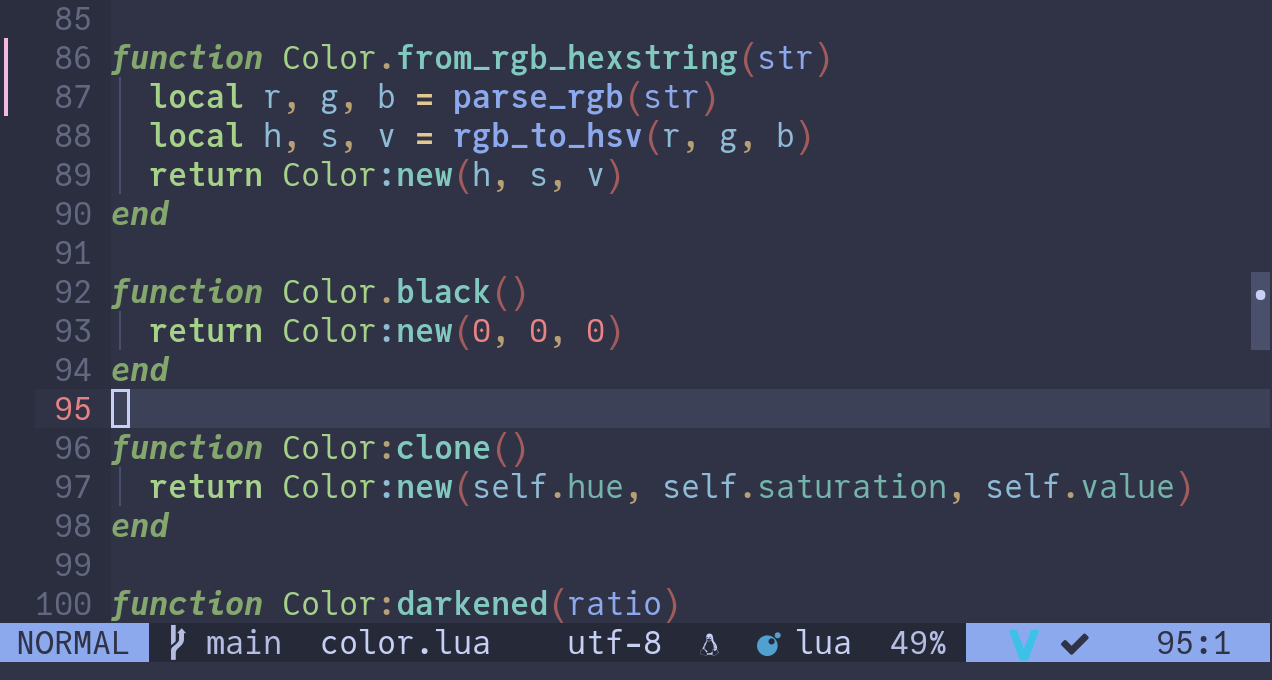 85
86 function Color.from_rgb_hexstring(str)
87   local r, g, b = parse_rgb(str)
88   local h, s, v = rgb_to_hsv(r, g, b)
89   return Color:new(h, s, v)
90 end
91
92 function Color.black()
93   return Color:new(0, 0, 0)
94 end
95
96 function Color:clone()
97   return Color:new(self.hue, self.saturation, self.value)
98 end
99
100 function Color:darkened(ratio)
NORMAL main color.lua utf-8 lua 49% V ✓ 95:1